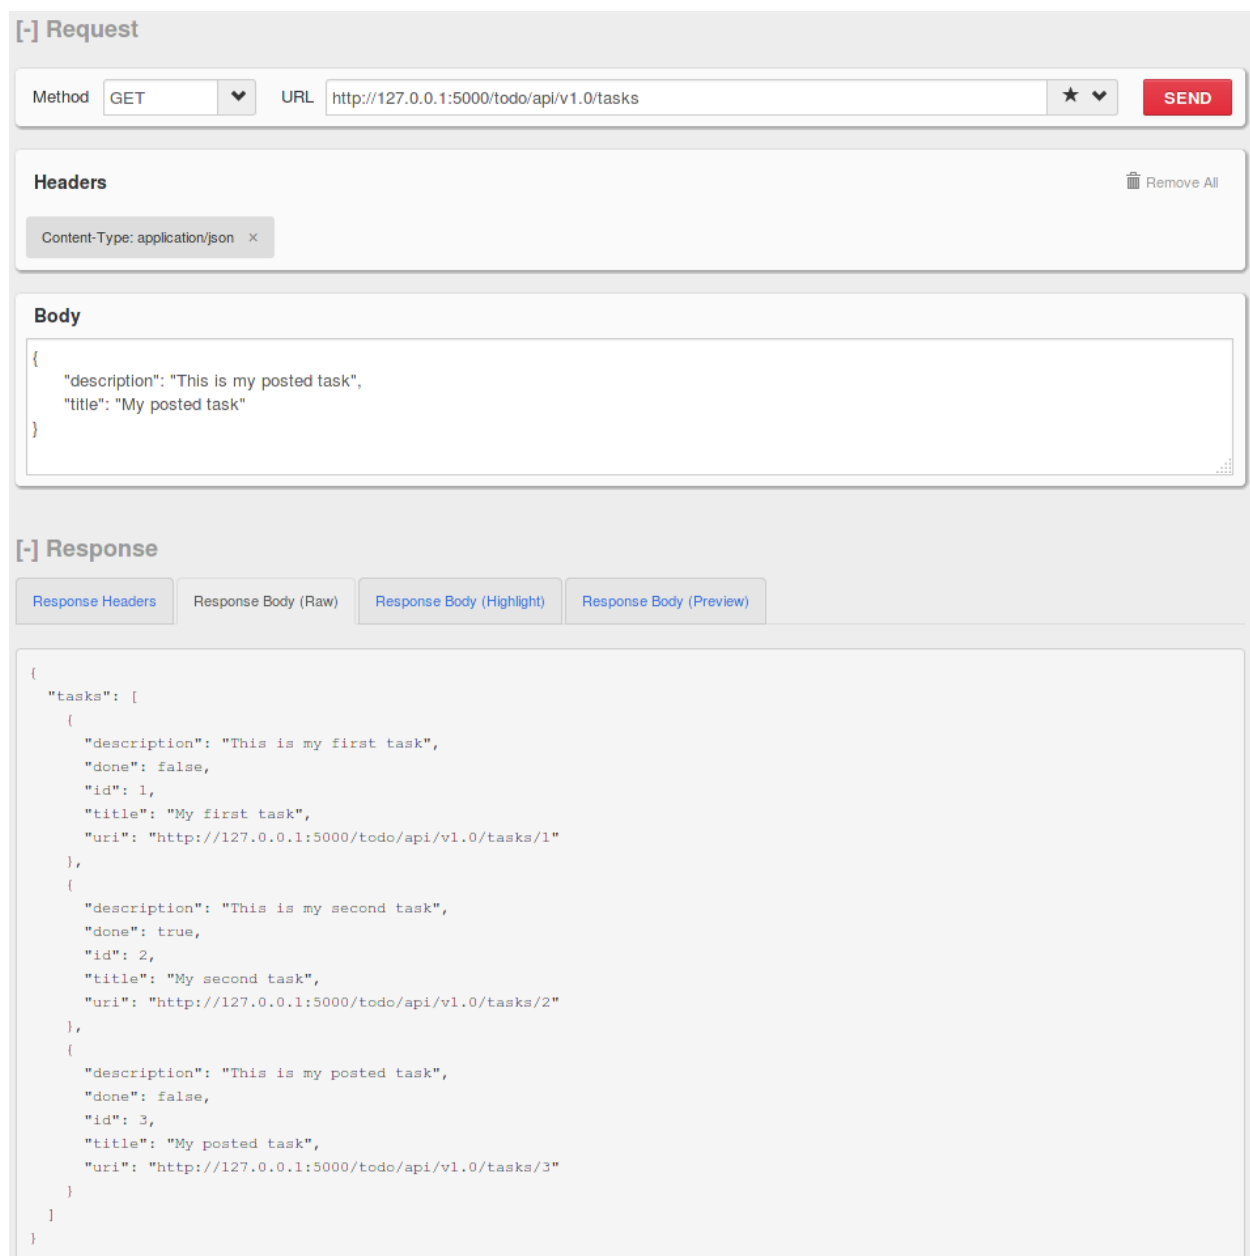 [-] Request
Method GET URL http://127.0.0.1:5000/todo/api/v1.0/tasks SEND
Headers Remove All
Content-Type: application/json ×
Body
{
"description": "This is my posted task",
"title": "My posted task"
}
[-] Response
Response Headers Response Body (Raw) Response Body (Highlight) Response Body (Preview)
{
"tasks": [
{
"description": "This is my first task",
"done": false,
"id": 1,
"title": "My first task",
"uri": "http://127.0.0.1:5000/todo/api/v1.0/tasks/1"
},
{
"description": "This is my second task",
"done": true,
"id": 2,
"title": "My second task",
"uri": "http://127.0.0.1:5000/todo/api/v1.0/tasks/2"
},
{
"description": "This is my posted task",
"done": false,
"id": 3,
"title": "My posted task",
"uri": "http://127.0.0.1:5000/todo/api/v1.0/tasks/3"
}
]
}